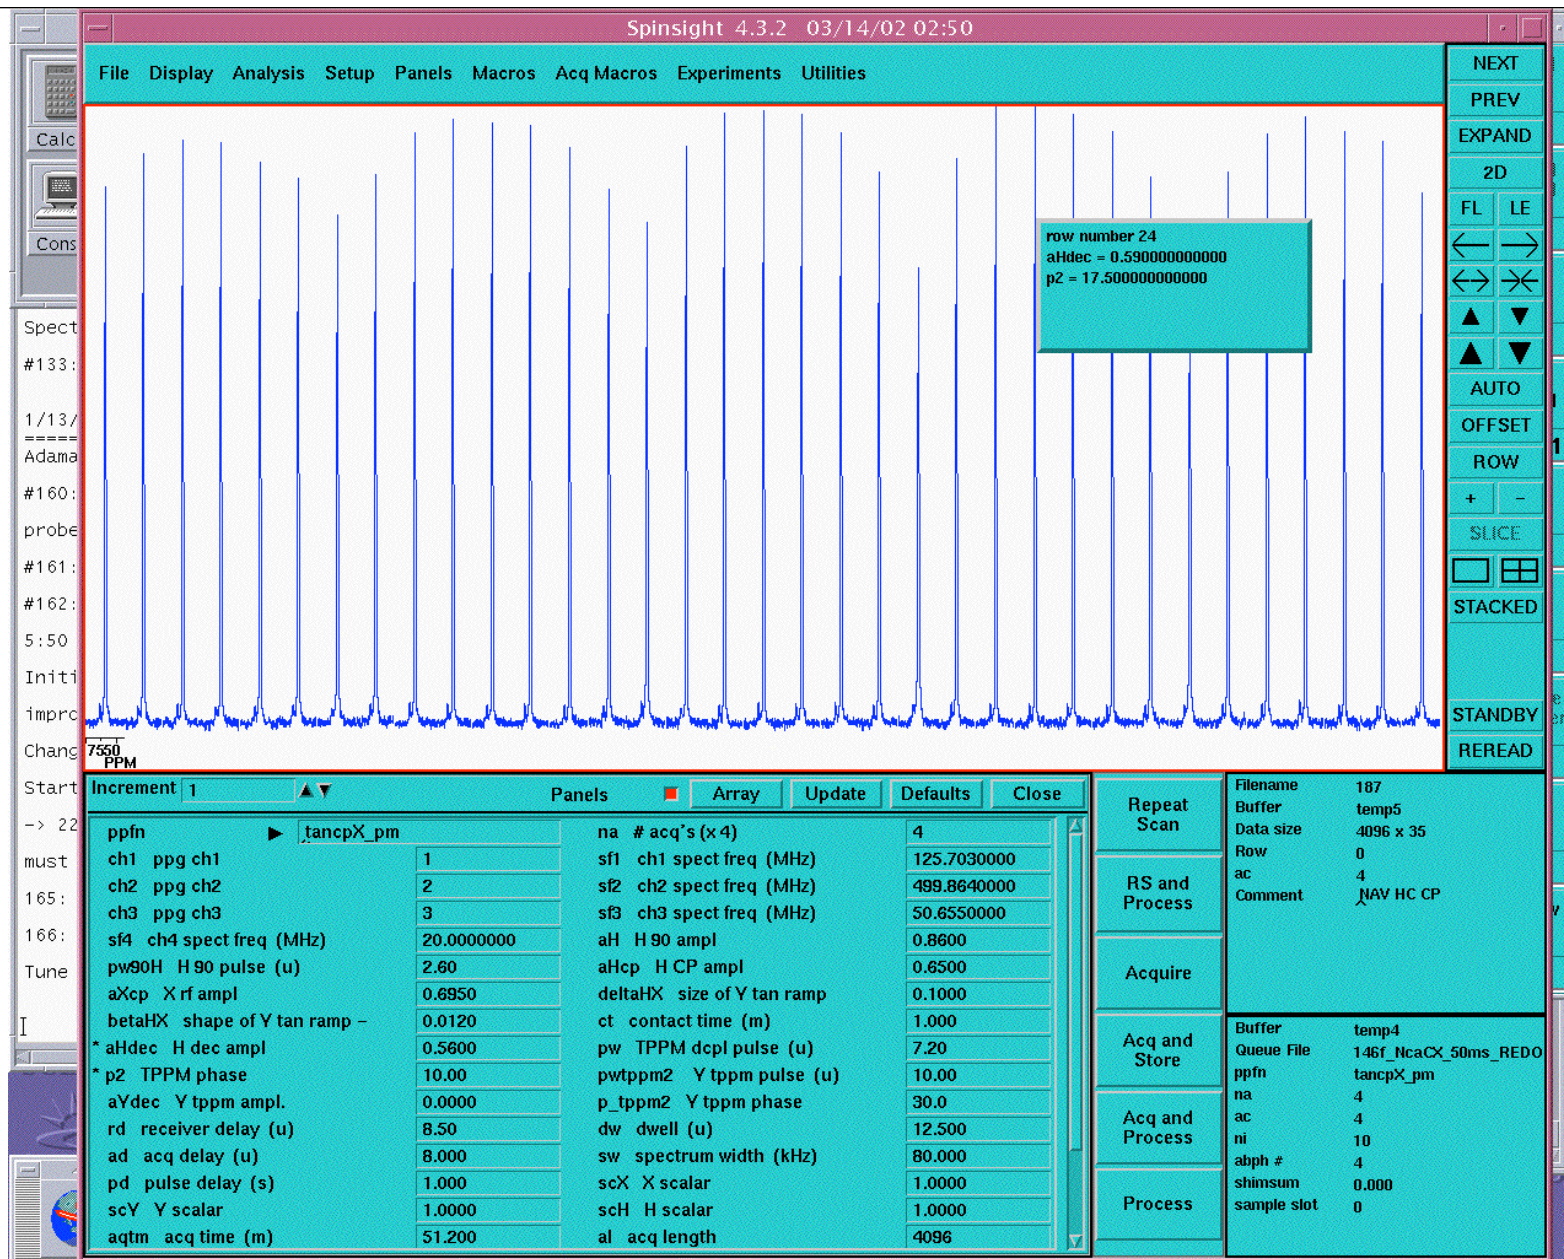 Spinsight 4.3.2 03/14/02 02:50
File Display Analysis Setup Panels Macros Acq Macros Experiments Utilities
Calc
Cons
Spect
#133:
1/13/
=====
Adama
#160:
probe
#161:
#162:
5:50
Initi
impro
Chang
Start
-> 22
must
165:
166:
Tune
row number 24
aHdec = 0.590000000000
p2 = 17.500000000000
7550
PPM
NEXT
PREV
EXPAND
2D
FL LE
AUTO
OFFSET
ROW
+ -
SLICE
STACKED
STANDBY
REREAD
Increment 1 Panels Array Update Defaults Close
ppfn tancpX_pm na # acq's (x 4) 4
ch1 ppg ch1 1 sf1 ch1 spect freq (MHz) 125.7030000
ch2 ppg ch2 2 sf2 ch2 spect freq (MHz) 499.8640000
ch3 ppg ch3 3 sf3 ch3 spect freq (MHz) 50.6550000
sf4 ch4 spect freq (MHz) 20.0000000 aH H 90 ampl 0.8600
pw90H H 90 pulse (u) 2.60 aHcp H CP ampl 0.6500
aXcp X rf ampl 0.6950 deltaHX size of Y tan ramp 0.1000
betaHX shape of Y tan ramp - 0.0120 ct contact time (m) 1.000
* aHdec H dec ampl 0.5600 pw TPPM dcpl pulse (u) 7.20
* p2 TPPM phase 10.00 pwtppm2 Y tppm pulse (u) 10.00
aYdec Y tppm ampl. 0.0000 p_tppm2 Y tppm phase 30.0
rd receiver delay (u) 8.50 dw dwell (u) 12.500
ad acq delay (u) 8.000 sw spectrum width (kHz) 80.000
pd pulse delay (s) 1.000 scX X scalar 1.0000
scY Y scalar 1.0000 scH H scalar 1.0000
aqtm acq time (m) 51.200 al acq length 4096
Repeat
Scan
RS and
Process
Acquire
Acq and
Store
Acq and
Process
Process
Filename 187
Buffer temp5
Data size 4096 x 35
Row 0
ac 4
Comment NAV HC CP
Buffer temp4
Queue File 146f_NcaCX_50ms_REDO
ppfn tancpX_pm
na 4
ac 4
ni 10
abph # 4
shimsum 0.000
sample slot 0